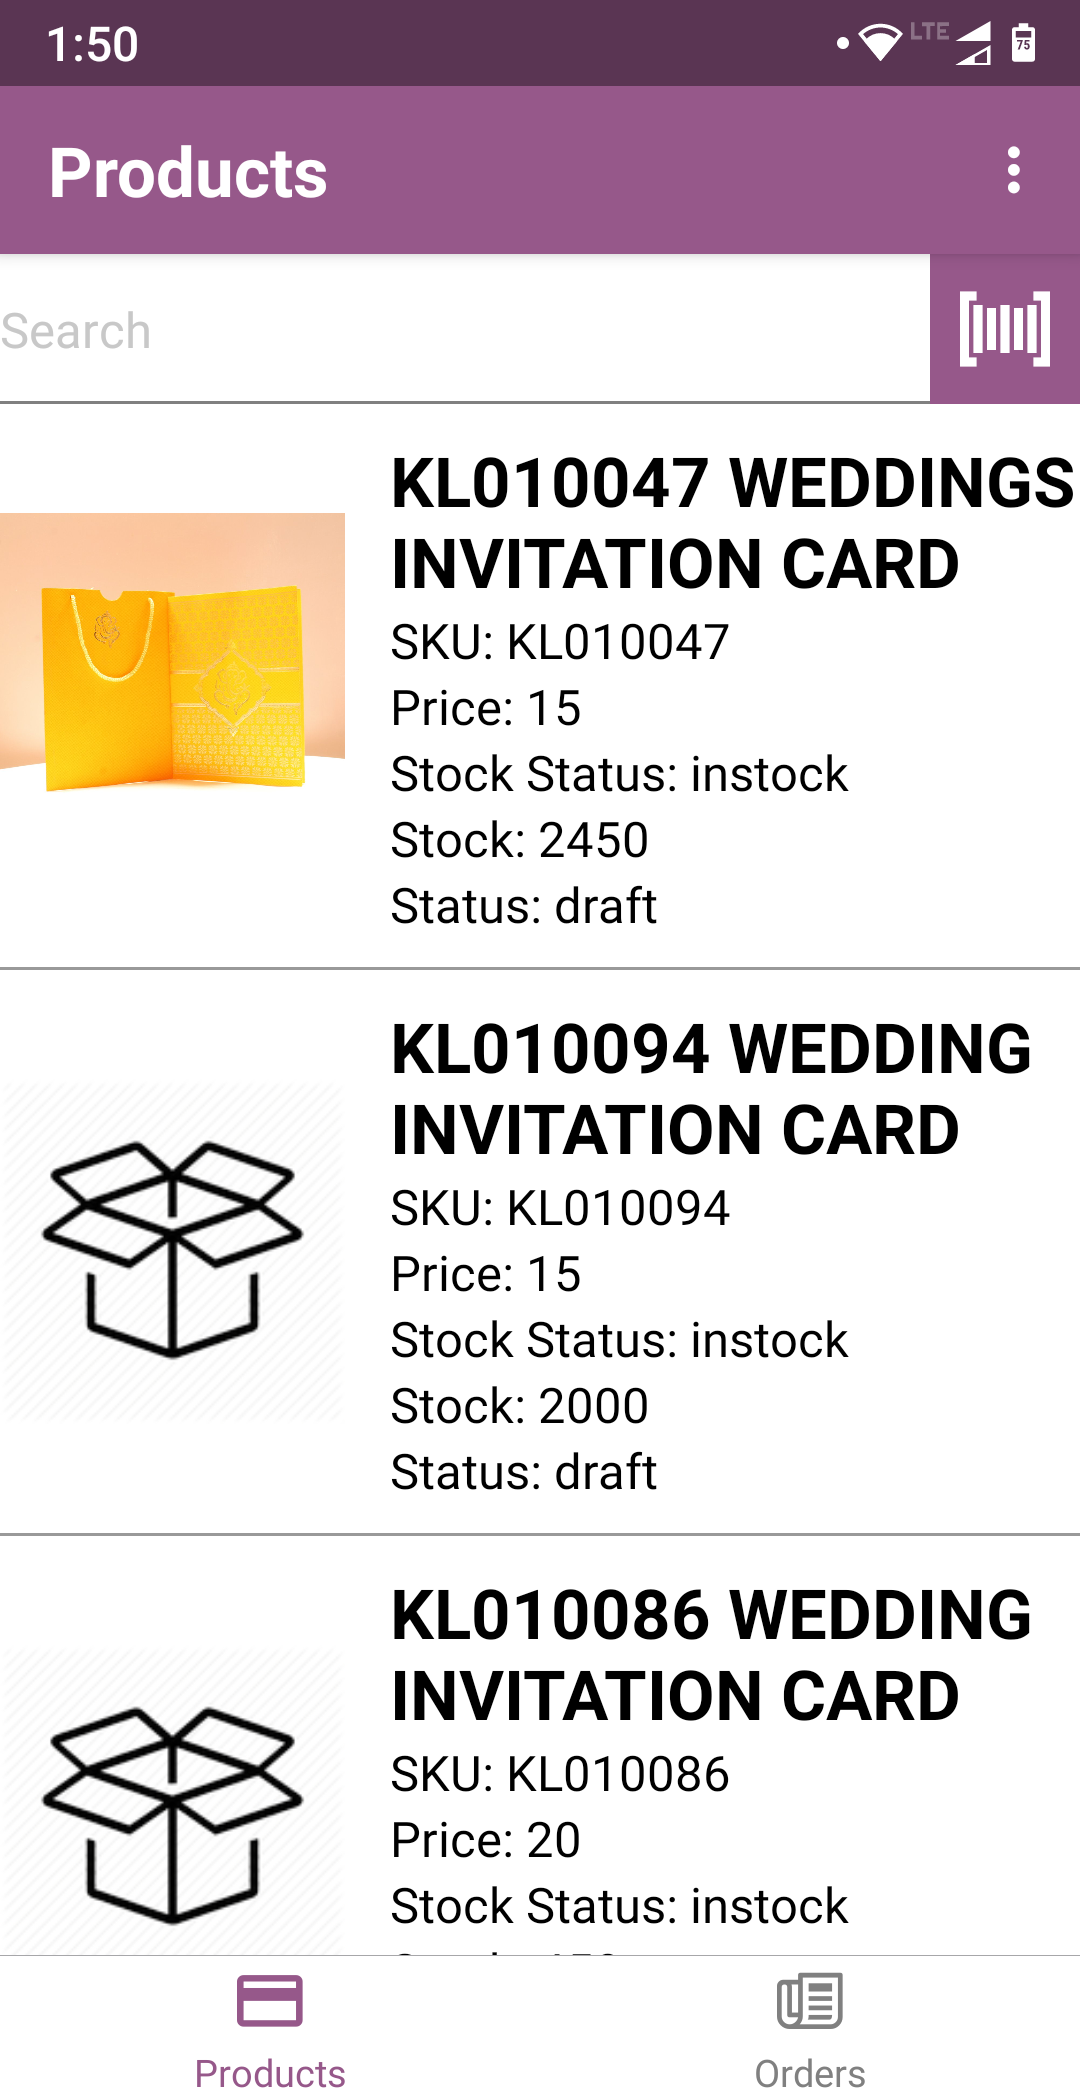 1:50
LTE
75
Products
Search
KL010047 WEDDINGS
INVITATION CARD
SKU: KL010047
Price: 15
Stock Status: instock
Stock: 2450
Status: draft
KL010094 WEDDING
INVITATION CARD
SKU: KL010094
Price: 15
Stock Status: instock
Stock: 2000
Status: draft
KL010086 WEDDING
INVITATION CARD
SKU: KL010086
Price: 20
Stock Status: instock
Products
Orders